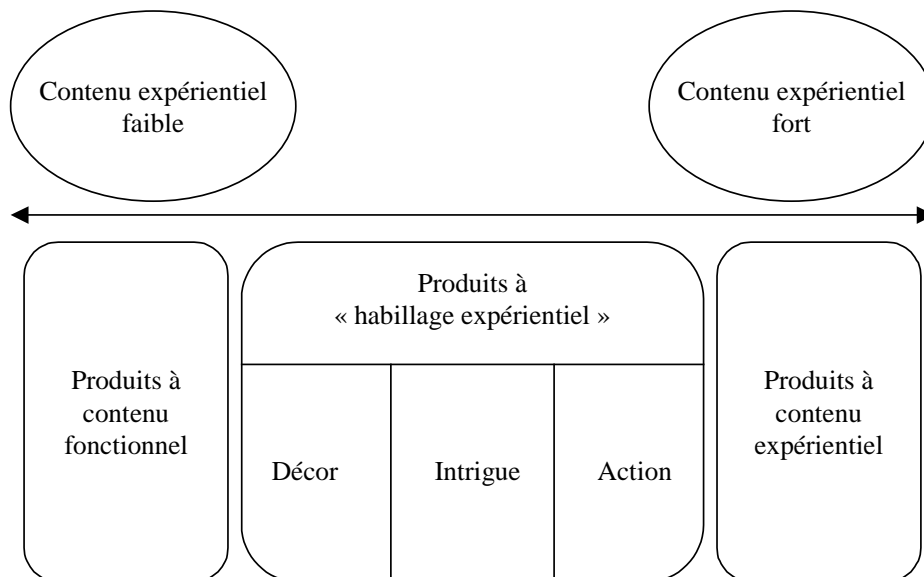 Contenu expérientiel
faible
Contenu expérientiel
fort
Produits à
« habillage expérientiel »
Produits à
contenu
fonctionnel
Décor
Intrigue
Action
Produits à
contenu
expérientiel